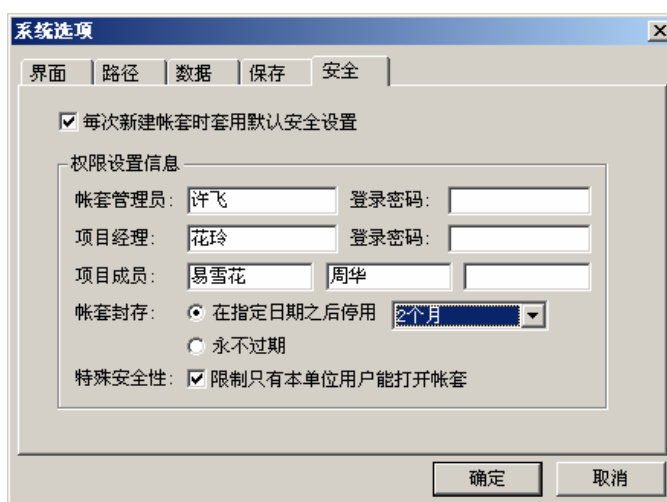 系统选项
界面 路径 数据 保存 安全
每次新建帐套时套用默认安全设置
权限设置信息
帐套管理员: 许飞 登录密码:
项目经理: 花玲 登录密码:
项目成员: 易雪花 周华
帐套封存: 在指定日期之后停用 2个月
永不过期
特殊安全性: 限制只有本单位用户能打开帐套
确定 取消